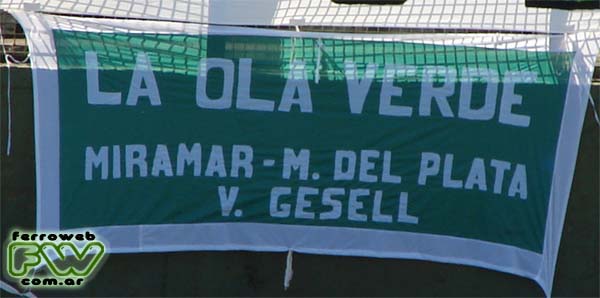 LA OLA VERDE
MIRAMAR - M. DEL PLATA
V. GESELL
ferroweb
FW
com.ar